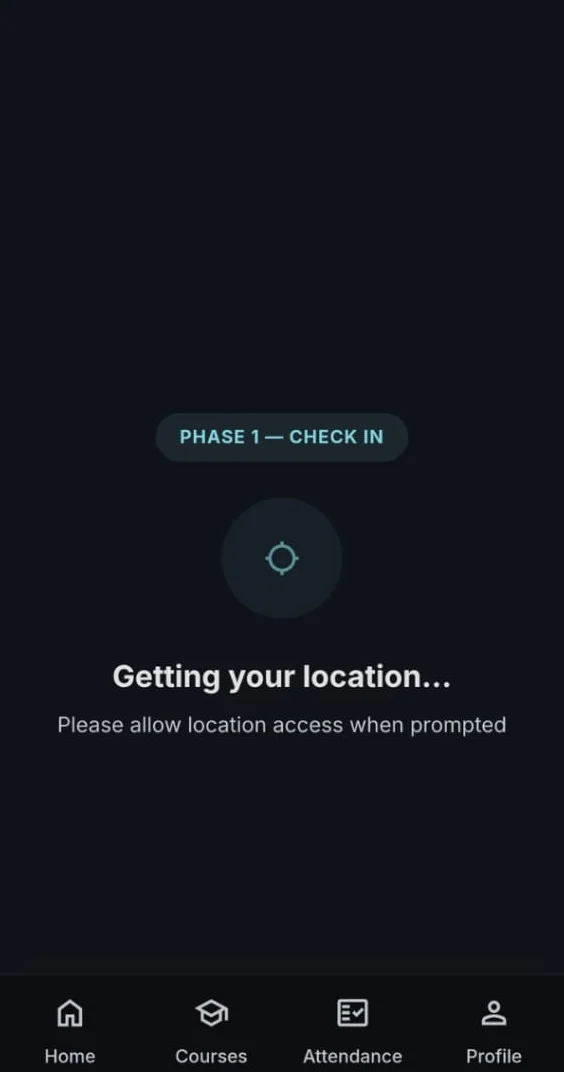 PHASE 1 — CHECK IN
Getting your location...
Please allow location access when prompted
Home
Courses
Attendance
Profile